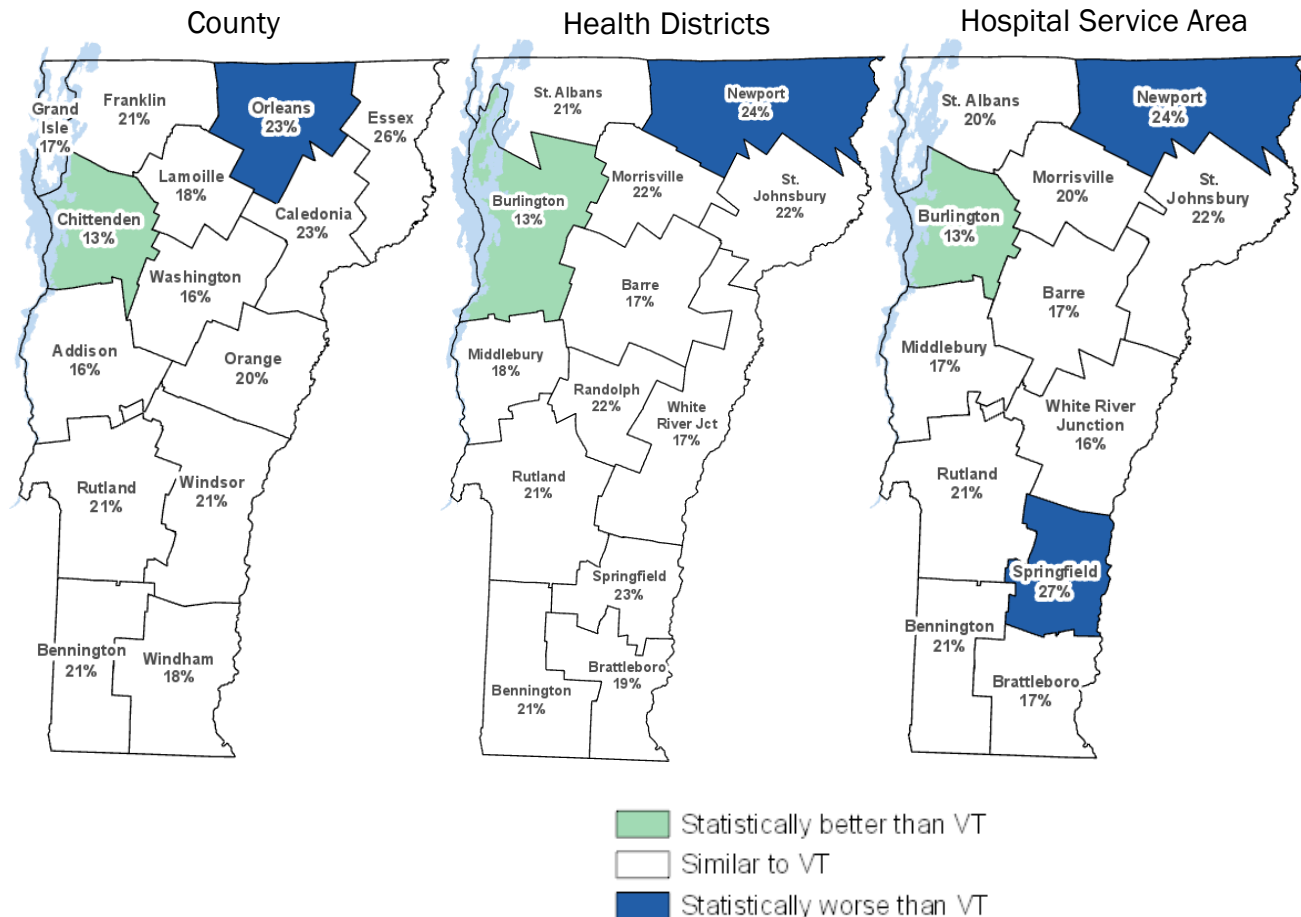 County
Franklin
21%
Orleans
23%
Essex
26%
Grand
Isle
17%
Lamoille
18%
Chittenden
13%
Caledonia
23%
Washington
16%
Addison
16%
Orange
20%
Rutland
21%
Windsor
21%
Bennington
21%
Windham
18%
Health Districts
St. Albans
21%
Newport
24%
Morrisville
22%
St.
Johnsbury
22%
Burlington
13%
Barre
17%
Middlebury
18%
Randolph
22%
White
River Jct
17%
Rutland
21%
Springfield
23%
Brattleboro
19%
Bennington
21%
Hospital Service Area
St. Albans
20%
Newport
24%
Morrisville
20%
St.
Johnsbury
22%
Burlington
13%
Barre
17%
Middlebury
17%
White River
Junction
16%
Rutland
21%
Springfield
27%
Bennington
21%
Brattleboro
17%
Statistically better than VT
Similar to VT
Statistically worse than VT